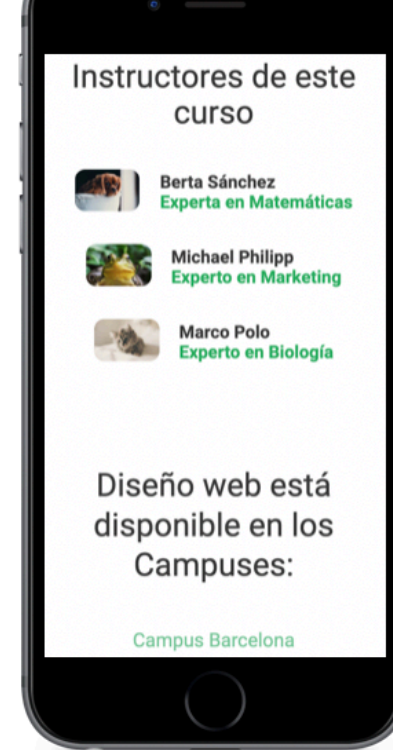 Instructores de este
curso
Berta Sánchez
Experta en Matemáticas
Michael Philipp
Experto en Marketing
Marco Polo
Experto en Biología
Diseño web está
disponible en los
Campuses:
Campus Barcelona